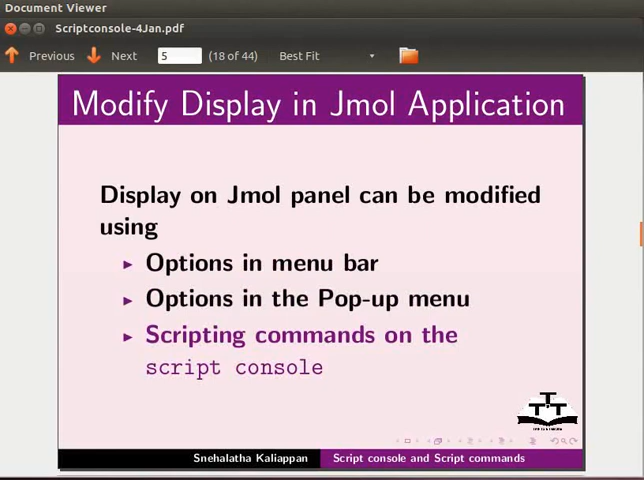 Document Viewer
Scriptconsole-4Jan.pdf
Previous Next 5 (18 of 44) Best Fit
Modify Display in Jmol Application
Display on Jmol panel can be modified
using
Options in menu bar
Options in the Pop-up menu
Scripting commands on the
script console
Snehalatha Kaliappan Script console and Script commands